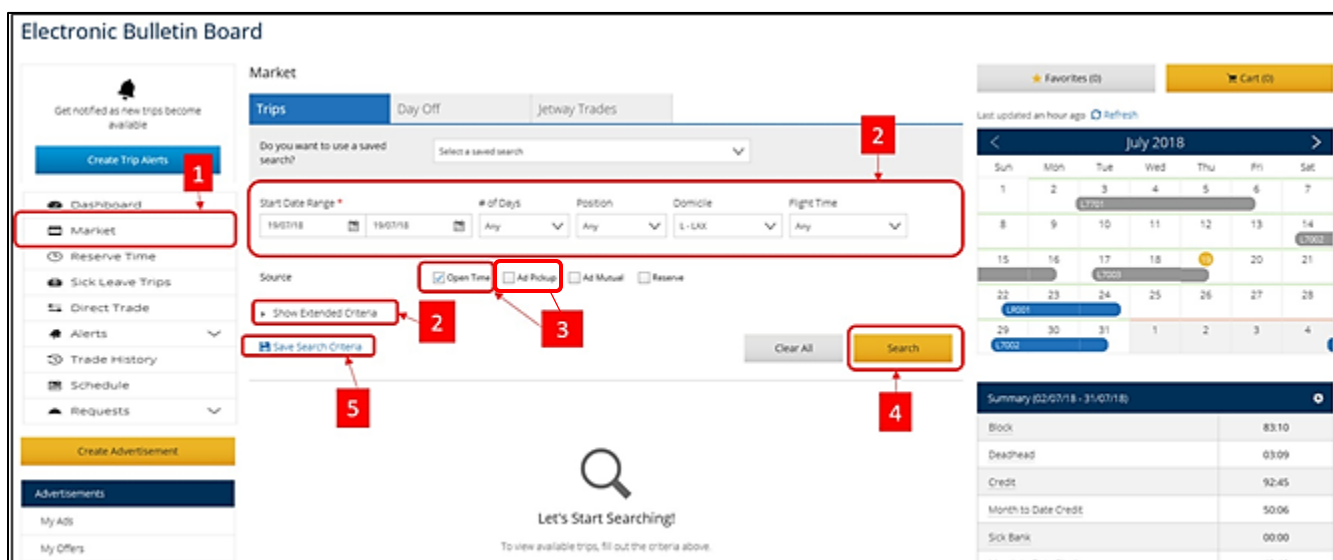 Electronic Bulletin Board
Get notified as new trips become
available
Create Trip Alerts
1
Dashboard
Market
Reserve Time
Sick Leave Trips
Direct Trade
Alerts
Trade History
Schedule
Requests
Create Advertisement
Advertisements
My Ads
My Offers
Market
Trips Day Off Jetway Trades
Do you want to use a saved
search?
Select a saved search
2
Start Date Range * # of Days Position Domicile Flight Time
19/07/18 19/07/18 Any Any L - LAX Any
Source Open Time Ad Pickup Ad Mutual Reserve
Show Extended Criteria
2
3
Save Search Criteria
Clear All Search
5
4
Let's Start Searching!
To view available trips, fill out the criteria above.
Favorites (0) Cart (0)
Last updated an hour ago Refresh
< July 2018 >
Sun Mon Tue Wed Thu Fri Sat
1 2 3 4 5 6 7
L7701
8 9 10 11 12 13 14
L7002
15 16 17 18 19 20 21
L7003
22 23 24 25 26 27 28
LR001
29 30 31 1 2 3 4
L7002
Summary (02/07/18 - 31/07/18)
Block 83:10
Deadhead 03:09
Credit 92:45
Month to Date Credit 50:06
Sick Bank 00:00